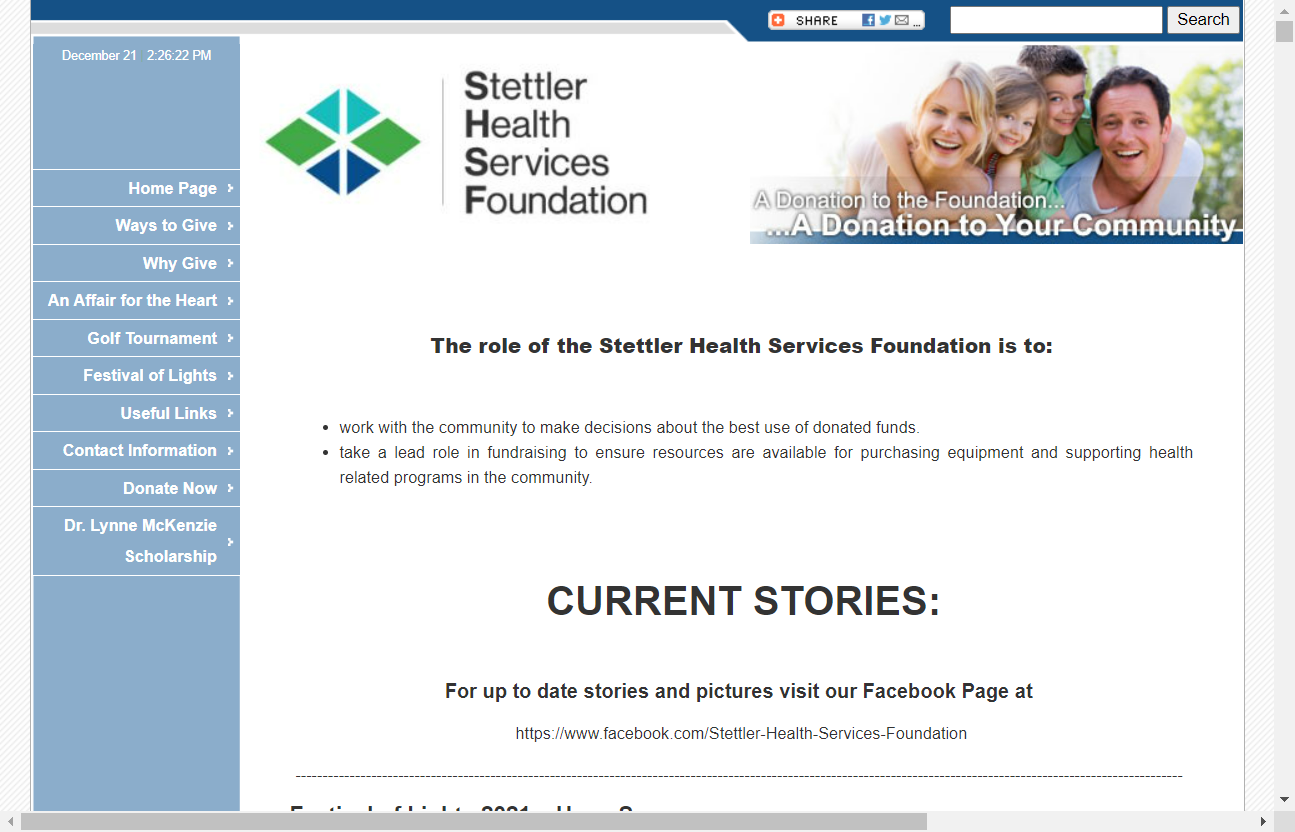 SHARE
...
Search
December 21 2:26:22 PM
Home Page
Ways to Give
Why Give
An Affair for the Heart
Golf Tournament
Festival of Lights
Useful Links
Contact Information
Donate Now
Dr. Lynne McKenzie
Scholarship
Stettler
Health
Services
Foundation
A Donation to the Foundation...
...A Donation to Your Community
The role of the Stettler Health Services Foundation is to:
• work with the community to make decisions about the best use of donated funds.
• take a lead role in fundraising to ensure resources are available for purchasing equipment and supporting health
related programs in the community.
CURRENT STORIES:
For up to date stories and pictures visit our Facebook Page at
https://www.facebook.com/Stettler-Health-Services-Foundation